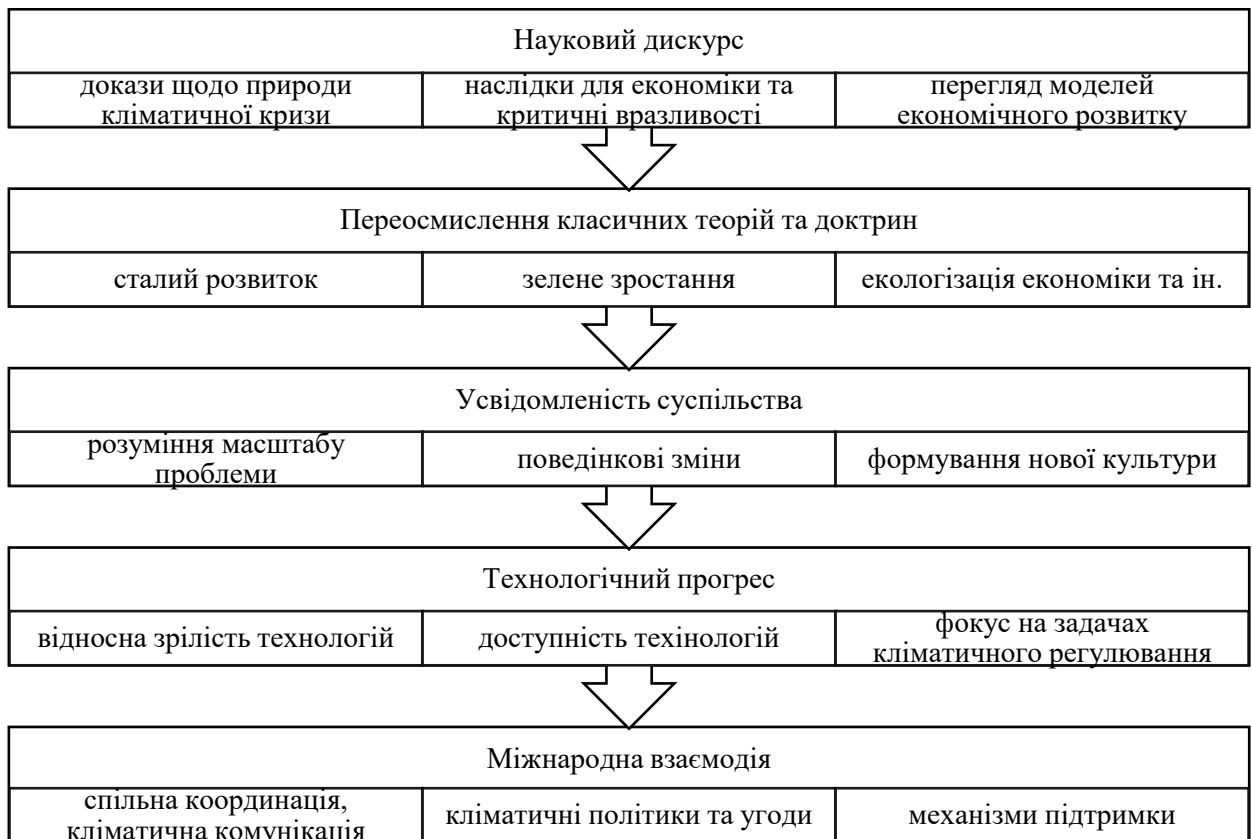 Науковий дискурс
докази щодо природи
кліматичної кризи
наслідки для економіки та
критичні вразливості
перегляд моделей
економічного розвитку
Переосмислення класичних теорій та доктрин
сталий розвиток
зелене зростання
екологізація економіки та ін.
Усвідомленість суспільства
розуміння масштабу
проблеми
поведінкові зміни
формування нової культури
Технологічний прогрес
відносна зрілість технологій
доступність техінологій
фокус на задачах
кліматичного регулювання
Міжнародна взаємодія
спільна координація,
кліматична комунікація
кліматичні політики та угоди
механізми підтримки